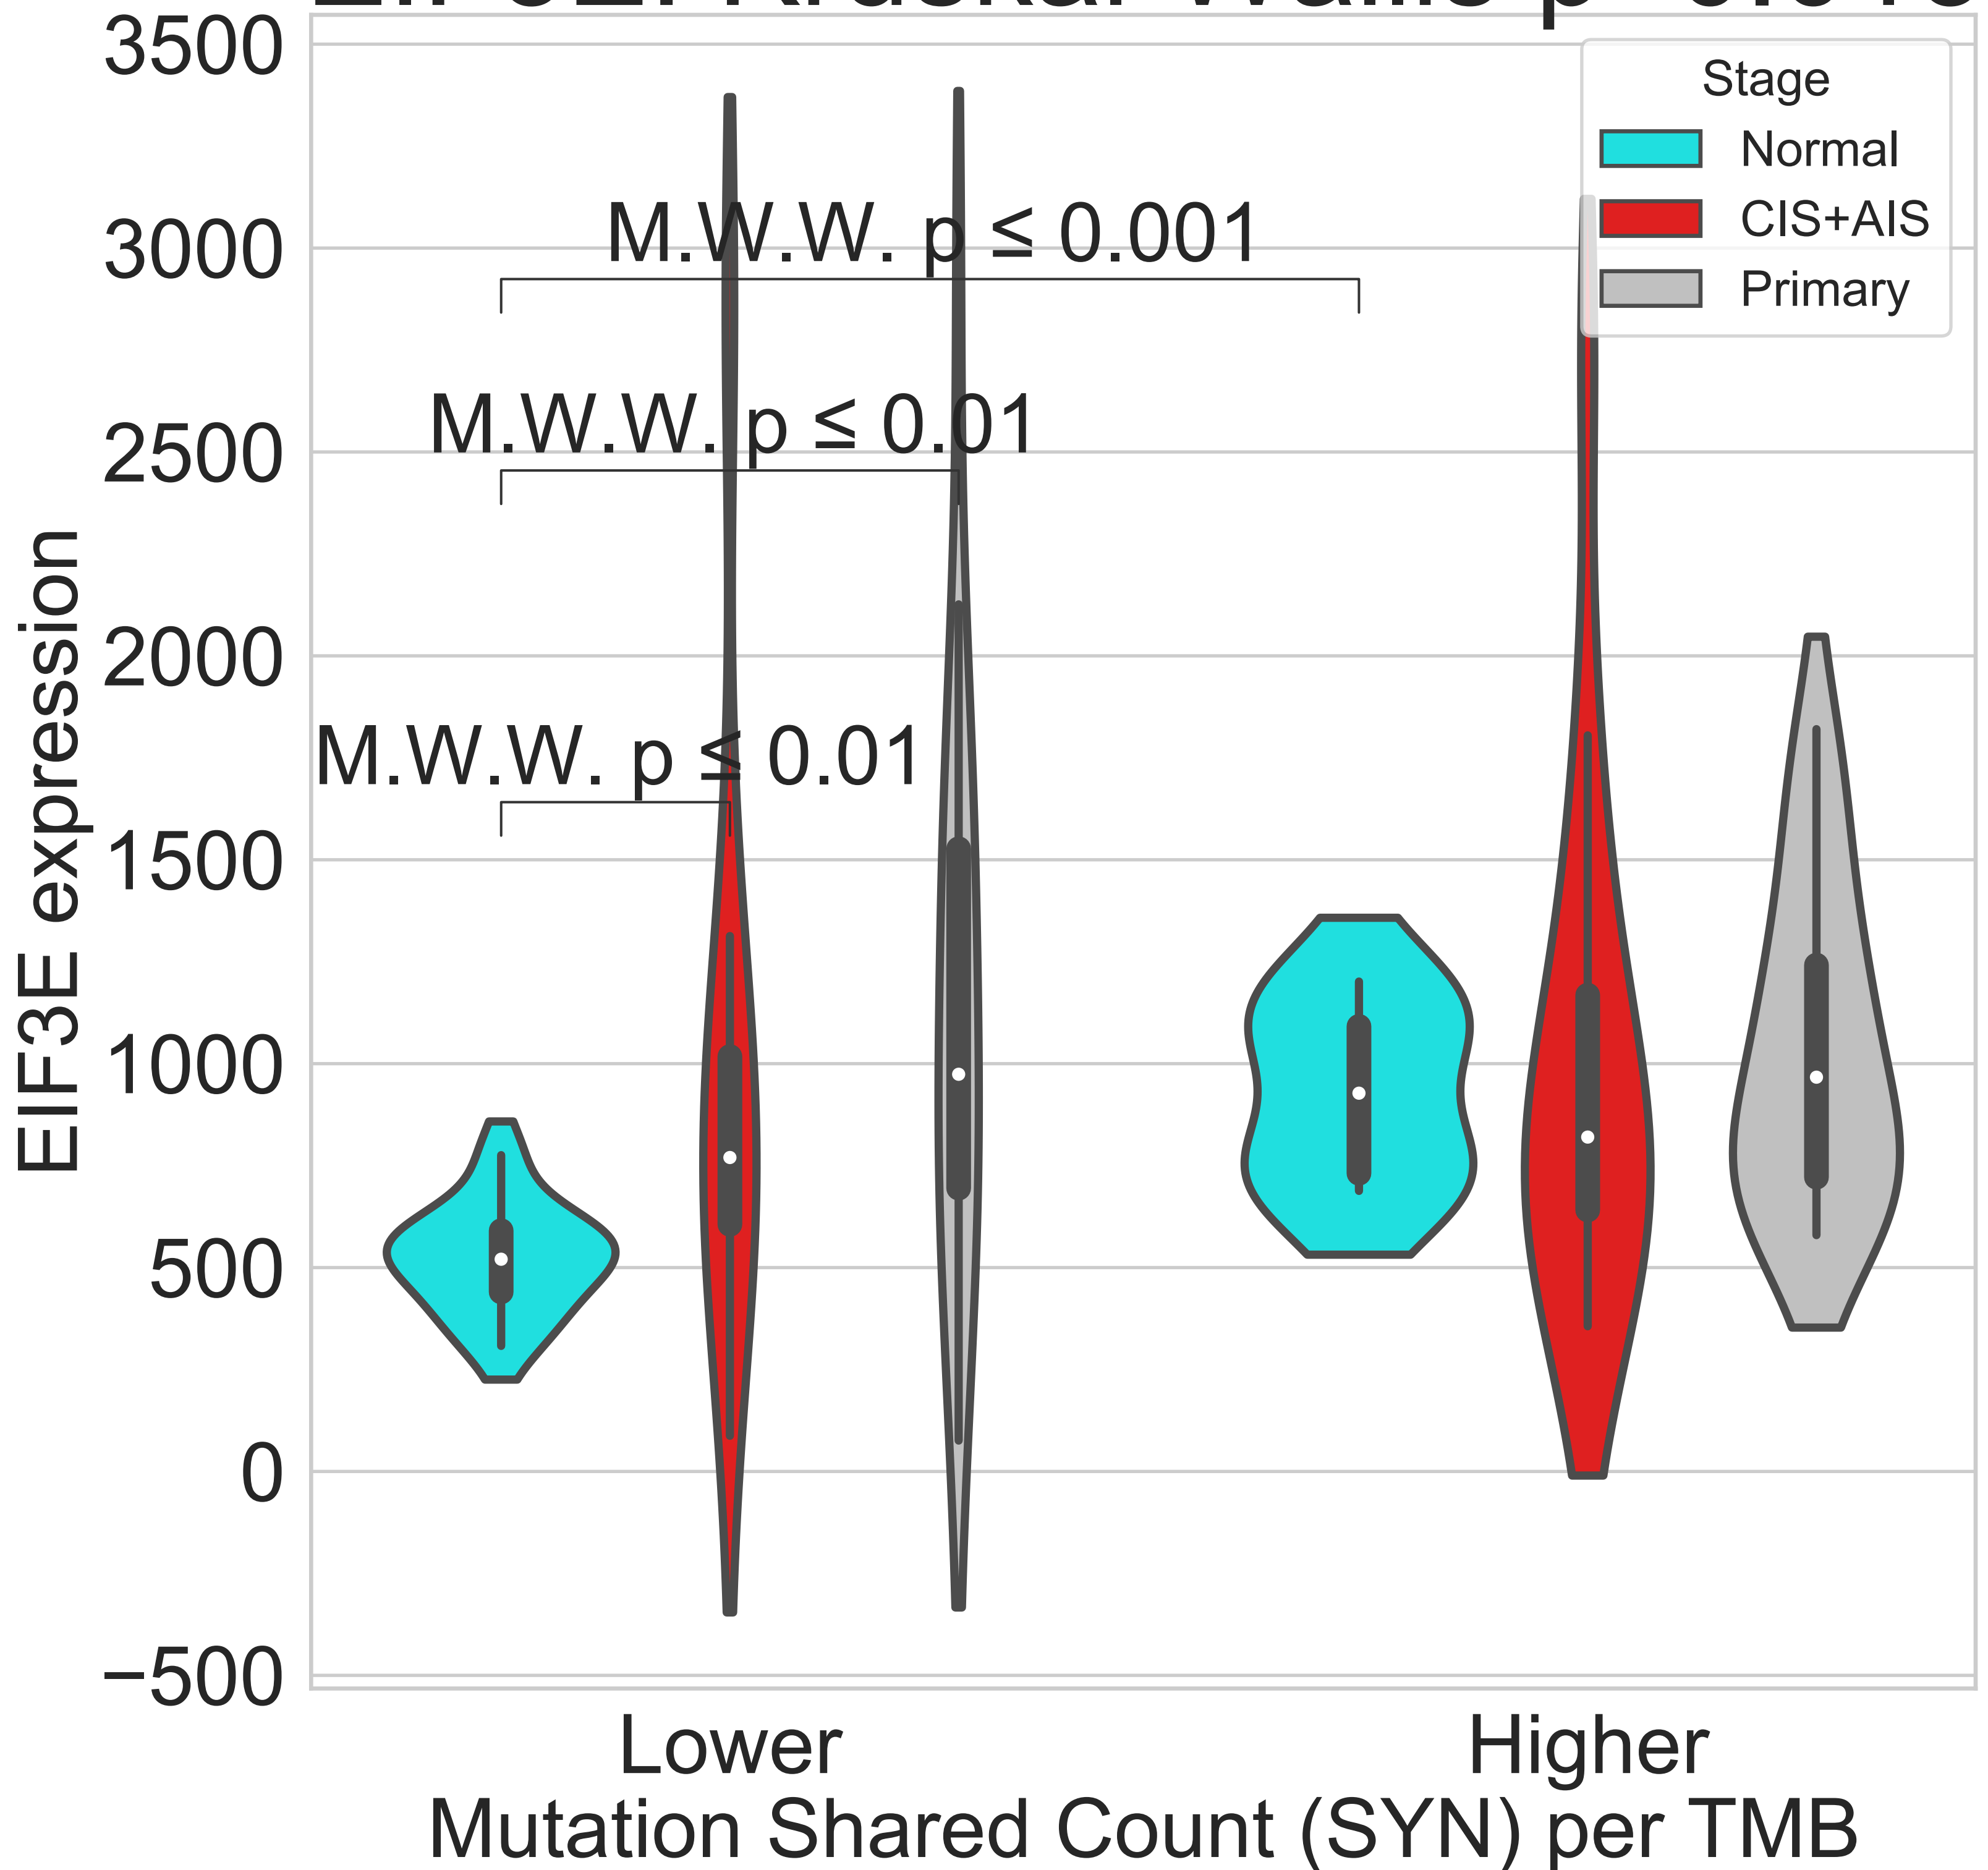 3500
3000
2500
2000
1500
1000
500
0
−500
EIF3E expression
Stage
Normal
CIS+AIS
Primary
M.W.W. p ≤ 0.001
M.W.W. p ≤ 0.01
M.W.W. p ≤ 0.01
Lower
Higher
Mutation Shared Count (SYN) per TMB